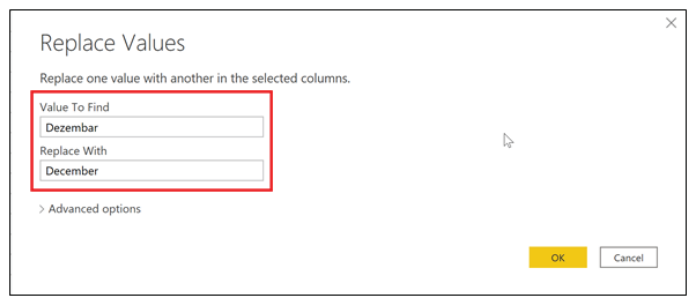 Replace Values
Replace one value with another in the selected columns.
Value To Find
Dezembar
Replace With
December
Advanced options
OK
Cancel